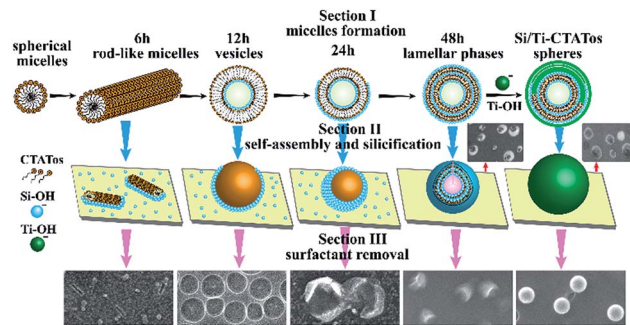 Section I
micelles formation
spherical
micelles
6h
rod-like micelles
12h
vesicles
24h
48h
lamellar phases
Si/Ti-CTATos
spheres
Ti-OH
Section II
self-assembly and silicification
CTATos
Si-OH
Ti-OH
Section III
surfactant removal